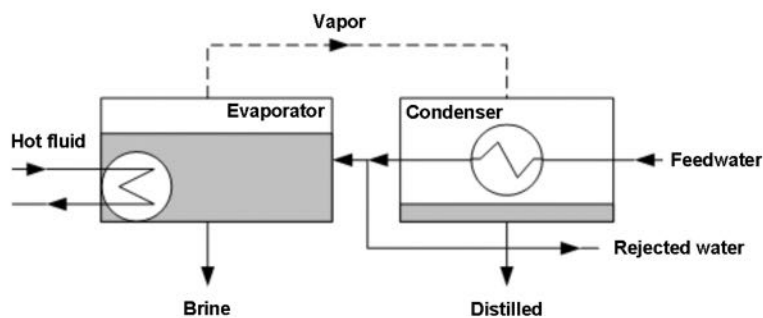 Vapor
Evaporator
Condenser
Hot fluid
Feedwater
Rejected water
Brine
Distilled